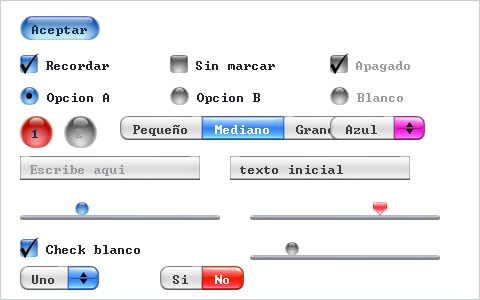 Aceptar
Recordar Sin marcar Apagado
Opcion A Opcion B Blanco
1 2 Pequeño Mediano Azul
Escribe aqui texto inicial
Check blanco
Uno Si No